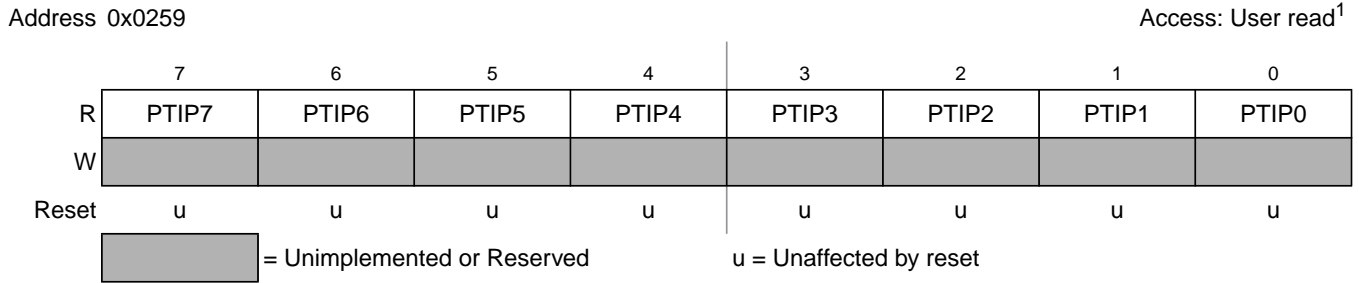 Address 0x0259 Access: User read1
7 6 5 4 3 2 1 0
R PTIP7 PTIP6 PTIP5 PTIP4 PTIP3 PTIP2 PTIP1 PTIP0
W
Reset u u u u u u u u
= Unimplemented or Reserved u = Unaffected by reset